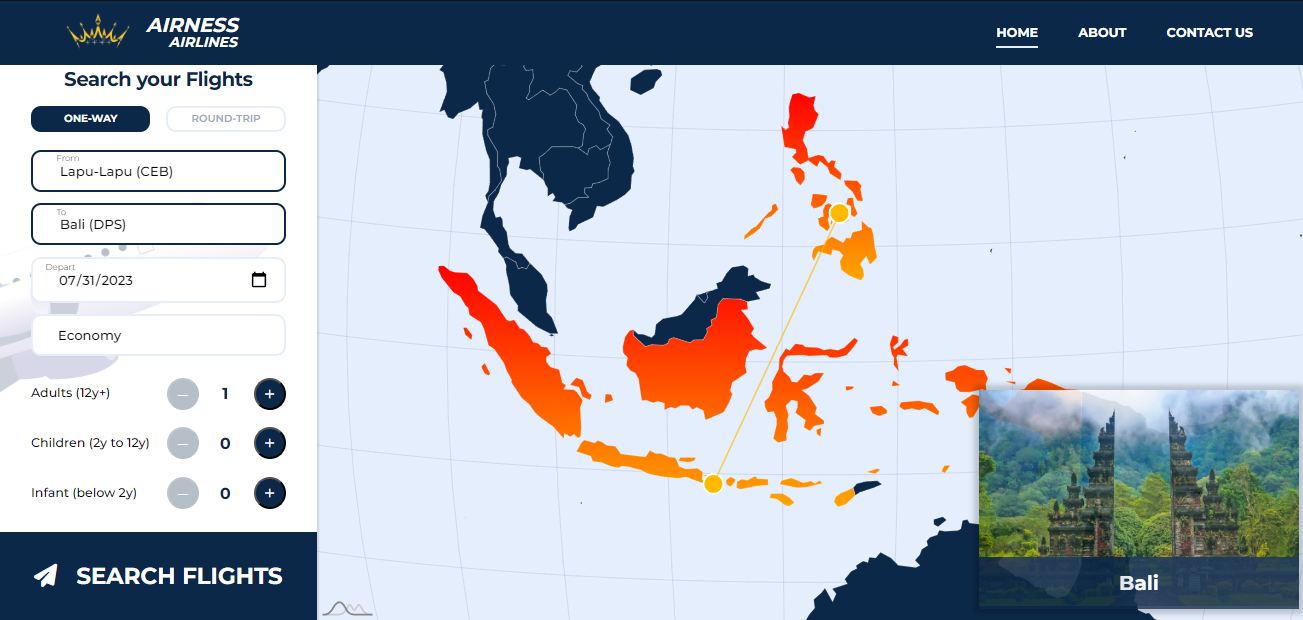 AIRNESS
AIRLINES
HOME
ABOUT
CONTACT US
Search your Flights
ONE-WAY
ROUND-TRIP
From
Lapu-Lapu (CEB)
To
Bali (DPS)
Depart
07/31/2023
Economy
Adults (12y+)
–
1
+
Children (2y to 12y)
–
0
+
Infant (below 2y)
–
0
+
SEARCH FLIGHTS
Bali